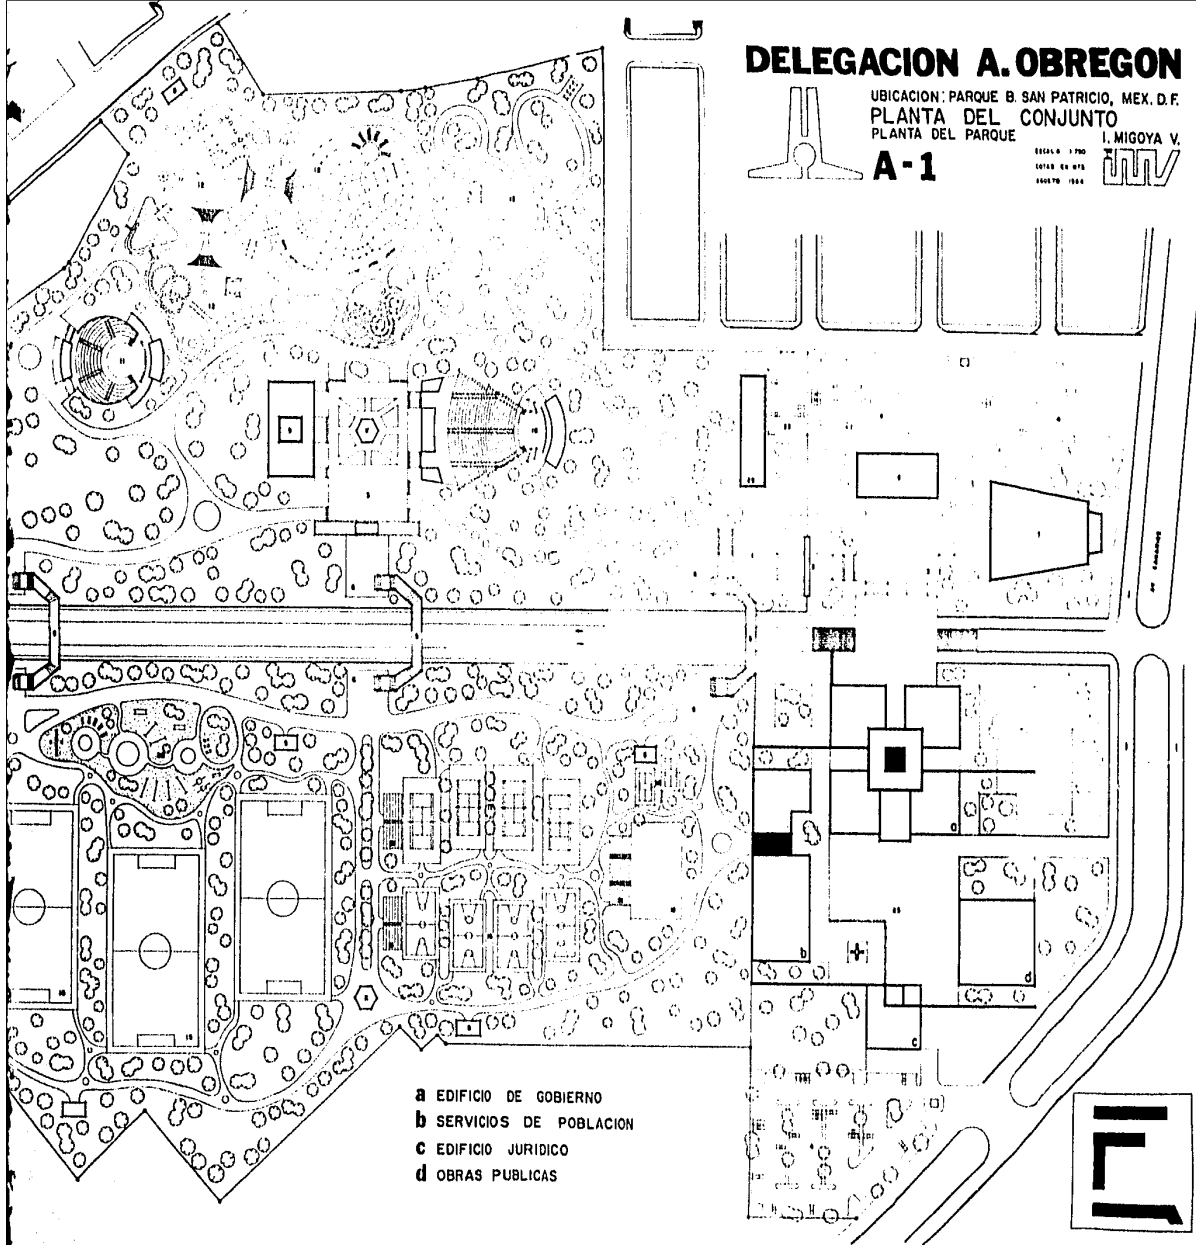 DELEGACION A. OBREGON
UBICACION: PARQUE B. SAN PATRICIO, MEX. D.F.
PLANTA DEL CONJUNTO
PLANTA DEL PARQUE
I. MIGOYA V.
A-1
a EDIFICIO DE GOBIERNO
b SERVICIOS DE POBLACION
c EDIFICIO JURIDICO
d OBRAS PUBLICAS
a
b
d
c